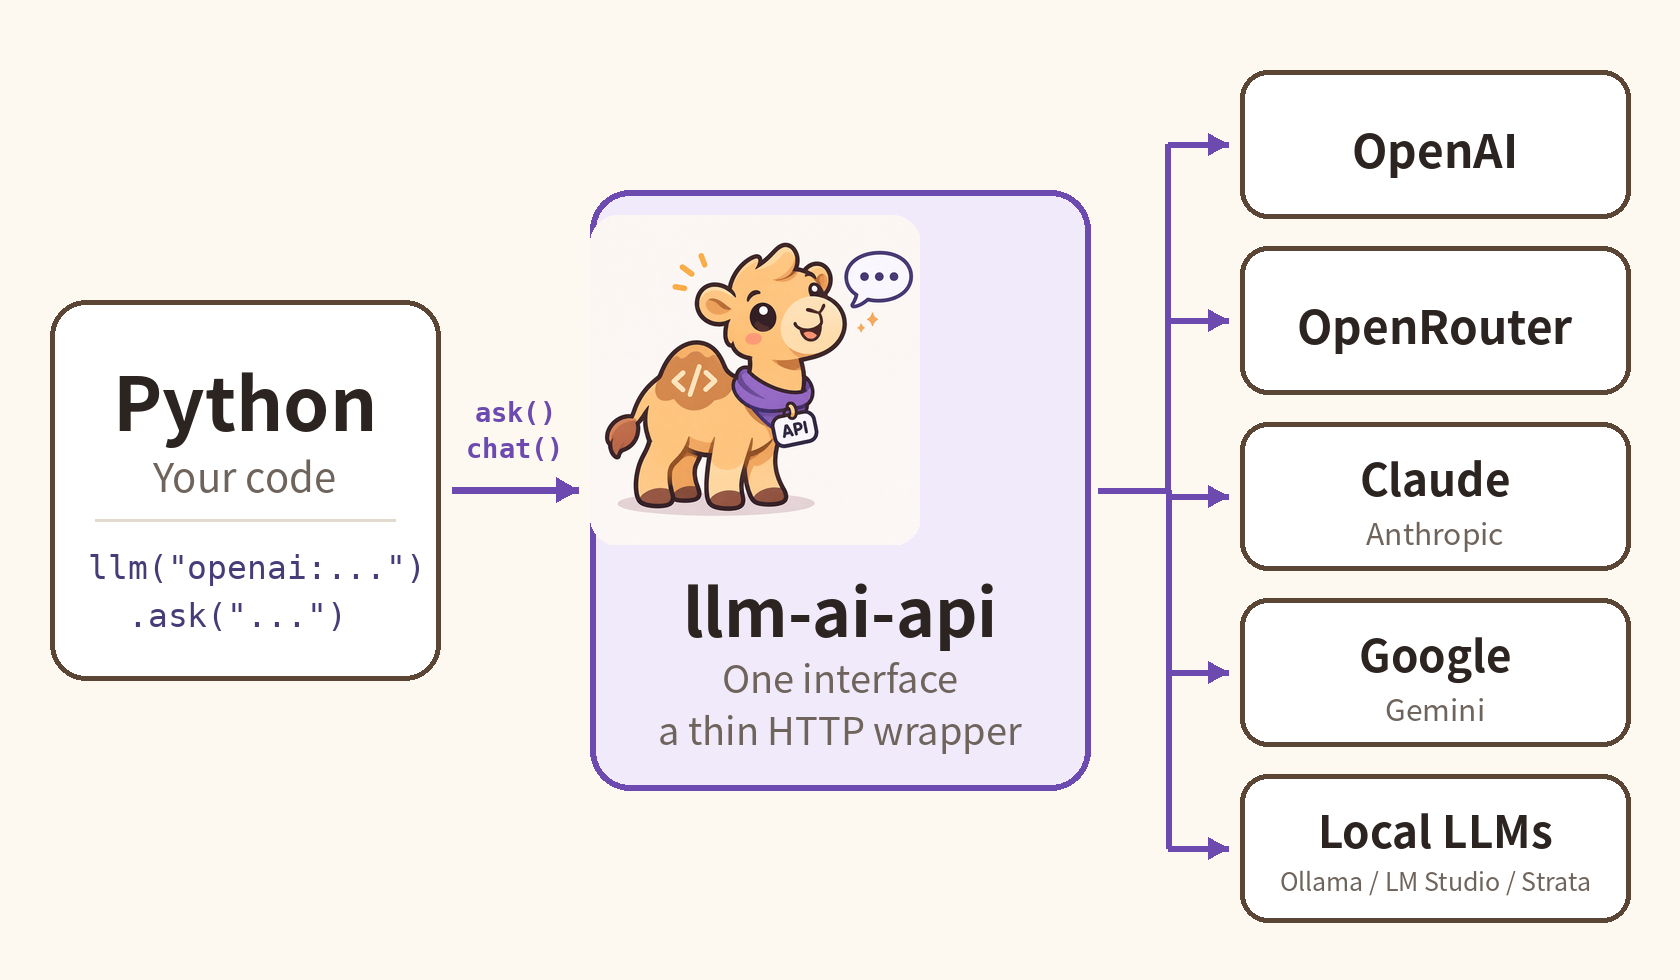 Python
Your code
llm("openai:...")
.ask("...")
ask()
chat()
</>
API
llm-ai-api
One interface
a thin HTTP wrapper
OpenAI
OpenRouter
Claude
Anthropic
Google
Gemini
Local LLMs
Ollama / LM Studio / Strata